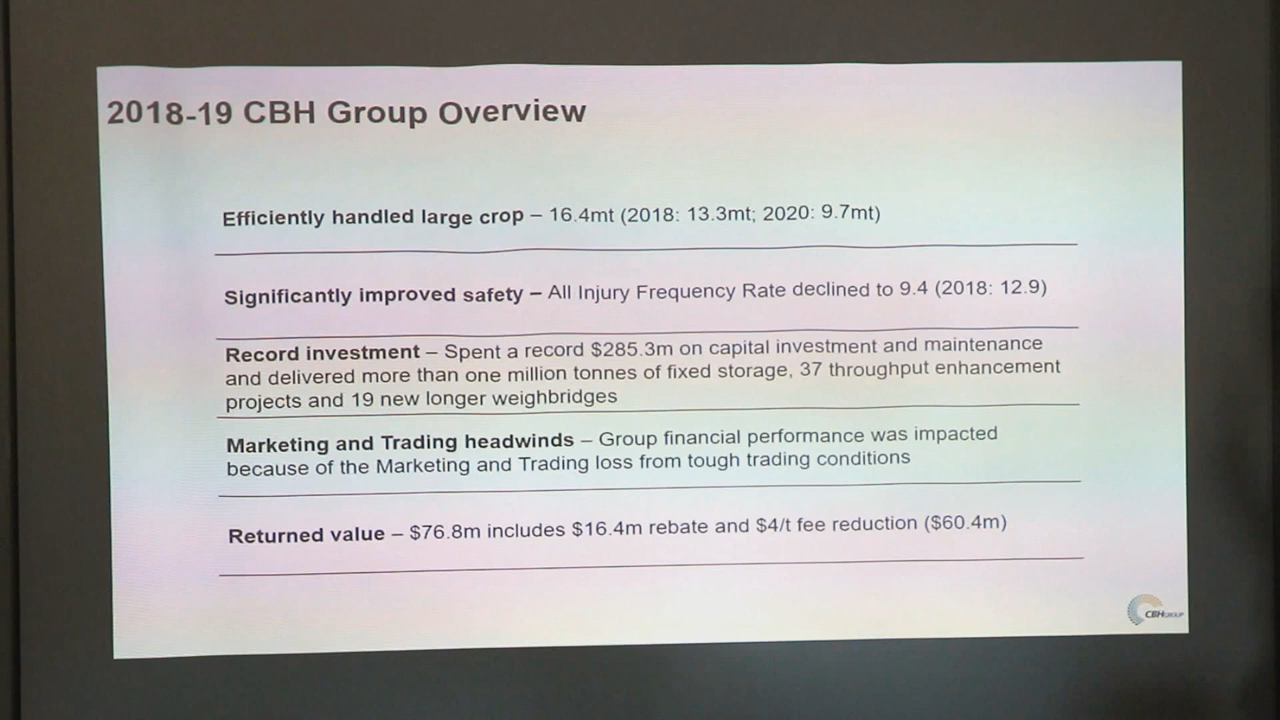 2018-19 CBH Group Overview
Efficiently handled large crop – 16.4mt (2018: 13.3mt; 2020: 9.7mt)
Significantly improved safety – All Injury Frequency Rate declined to 9.4 (2018: 12.9)
Record investment – Spent a record $285.3m on capital investment and maintenance
and delivered more than one million tonnes of fixed storage, 37 throughput enhancement
projects and 19 new longer weighbridges
Marketing and Trading headwinds – Group financial performance was impacted
because of the Marketing and Trading loss from tough trading conditions
Returned value – $76.8m includes $16.4m rebate and $4/t fee reduction ($60.4m)
CBHGROUP